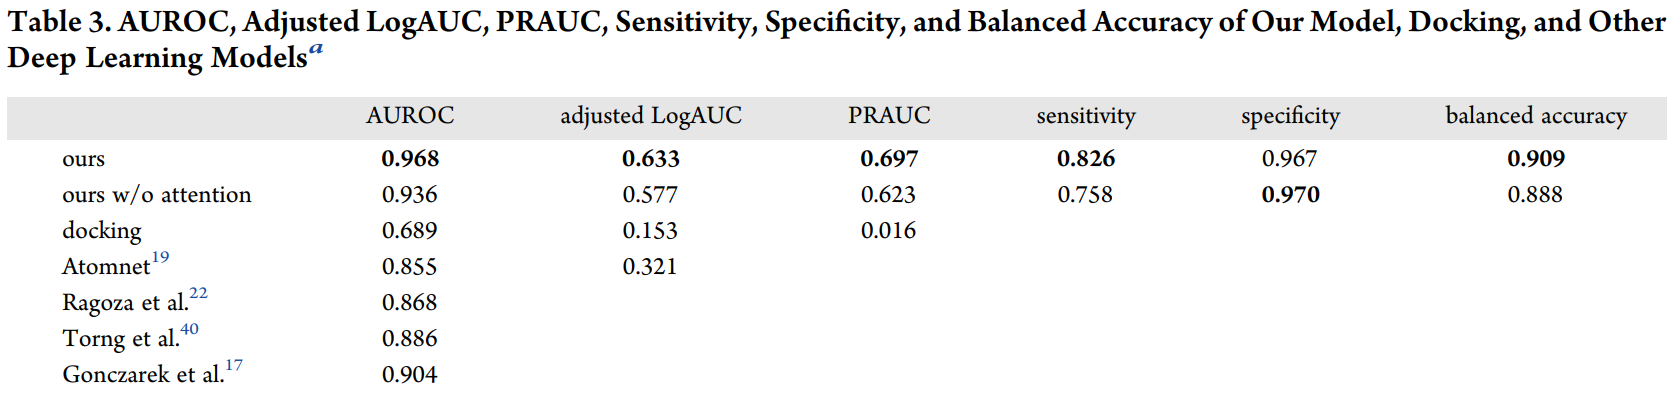 Table 3. AUROC, Adjusted LogAUC, PRAUC, Sensitivity, Specificity, and Balanced Accuracy of Our Model, Docking, and Other
Deep Learning Models^a
AUROC adjusted LogAUC PRAUC sensitivity specificity balanced accuracy
ours 0.968 0.633 0.697 0.826 0.967 0.909
ours w/o attention 0.936 0.577 0.623 0.758 0.970 0.888
docking 0.689 0.153 0.016
Atomnet^19 0.855 0.321
Ragoza et al.^22 0.868
Torng et al.^40 0.886
Gonczarek et al.^17 0.904